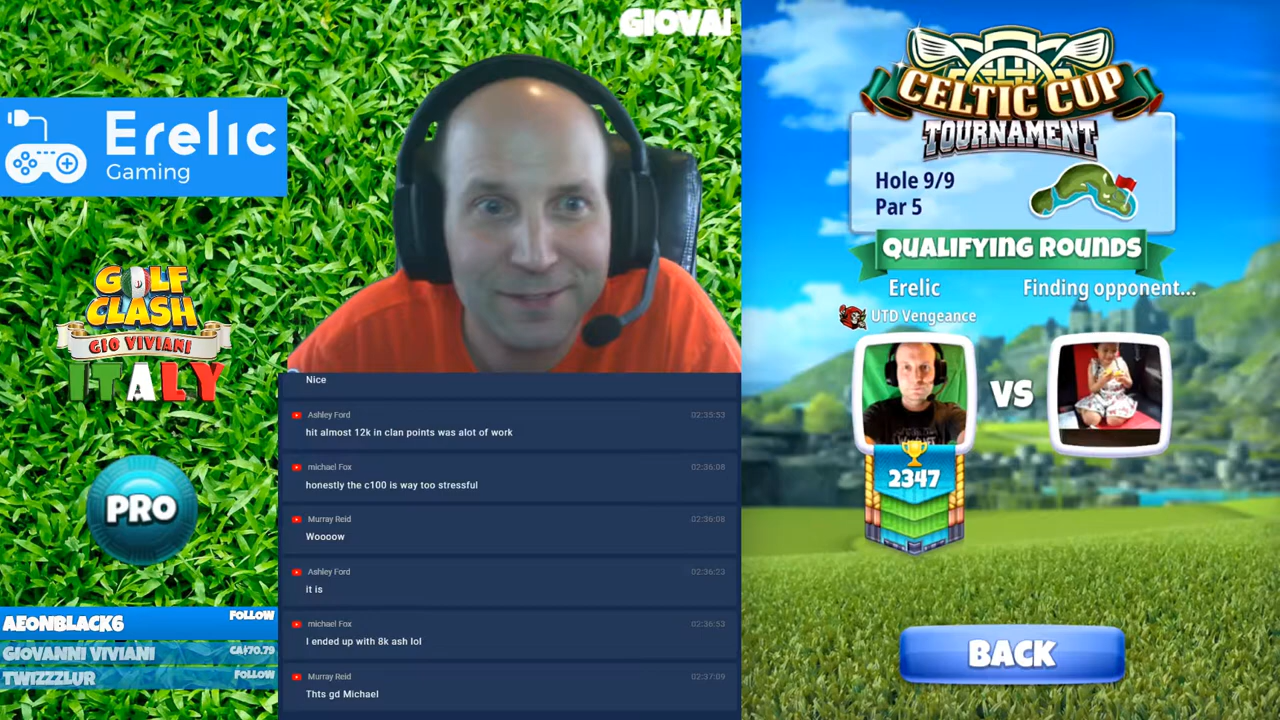 GIOVAI
Erelic
Gaming
GOLF
CLASH
GIO VIVIANI
ITALY
PRO
AEONBLACK6
FOLLOW
GIOVANNI VIVIANI
CA$70.79
TWIZZZLUR
FOLLOW
Nice
Ashley Ford
02:35:53
hit almost 12k in clan points was alot of work
michael Fox
02:36:08
honestly the c100 is way too stressful
Murray Reid
02:36:08
Woooow
Ashley Ford
02:36:23
it is
michael Fox
02:36:53
I ended up with 8k ash lol
Murray Reid
02:37:09
Thts gd Michael
CELTIC CUP
TOURNAMENT
Hole 9/9
Par 5
QUALIFYING ROUNDS
Erelic
Finding opponent...
UTD Vengeance
VS
2347
BACK